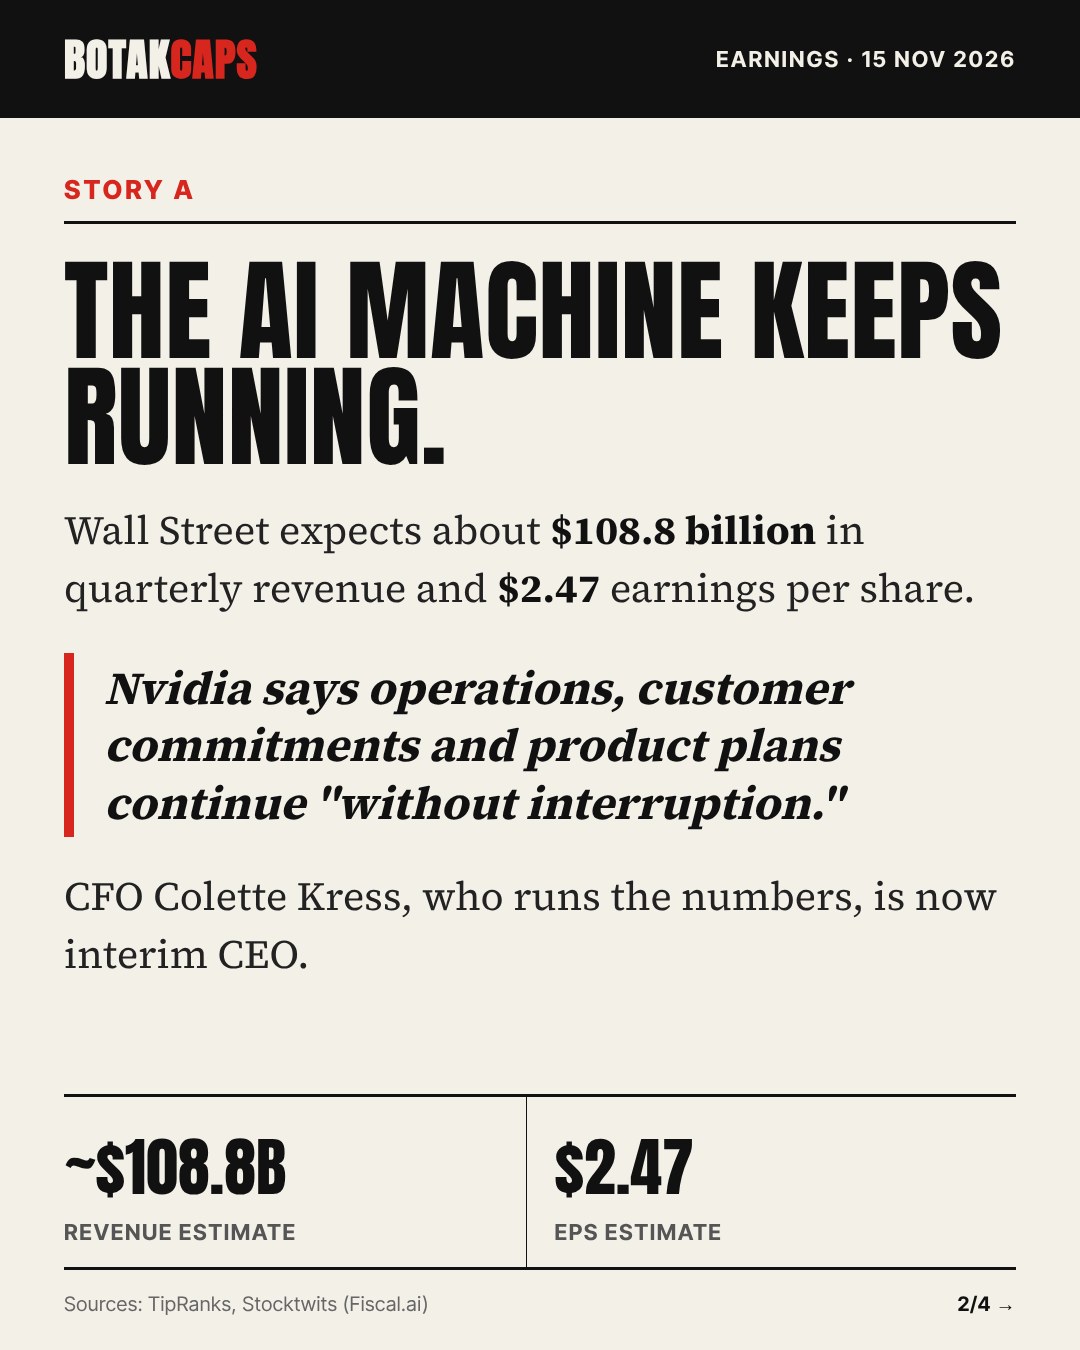 BOTAKCAPS
EARNINGS · 15 NOV 2026
STORY A
THE AI MACHINE KEEPS
RUNNING.
Wall Street expects about $108.8 billion in
quarterly revenue and $2.47 earnings per share.
Nvidia says operations, customer
commitments and product plans
continue "without interruption."
CFO Colette Kress, who runs the numbers, is now
interim CEO.
~$108.8B
REVENUE ESTIMATE
$2.47
EPS ESTIMATE
Sources: TipRanks, Stocktwits (Fiscal.ai)
2/4 →